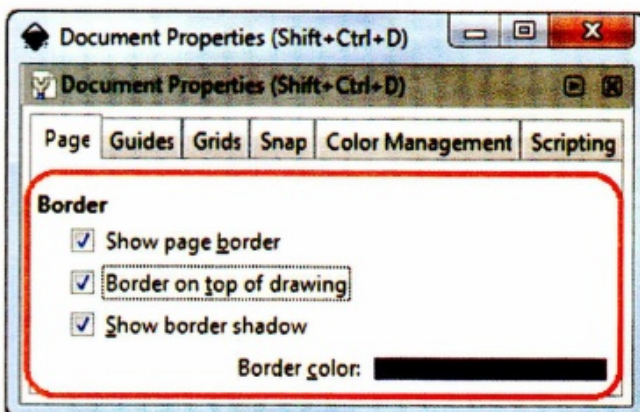 Document Properties (Shift+Ctrl+D)
Document Properties (Shift+Ctrl+D)
Page Guides Grids Snap Color Management Scripting
Border
Show page border
Border on top of drawing
Show border shadow
Border color: